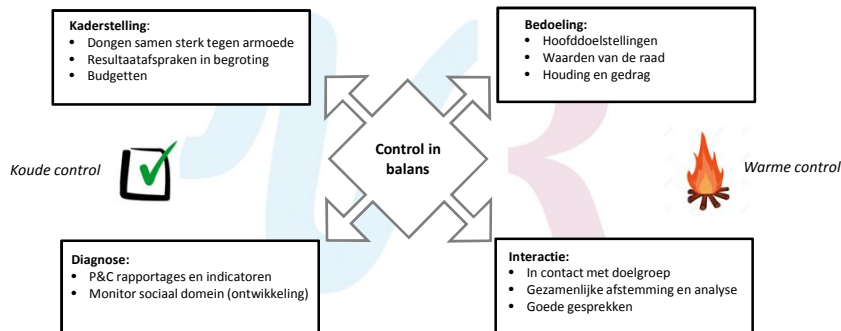 Kaderstelling:
• Dongen samen sterk tegen armoede
• Resultaatafspraken in begroting
• Budgetten
Bedoeling:
• Hoofddoelstellingen
• Waarden van de raad
• Houding en gedrag
Koude control
Control in
balans
Warme control
Diagnose:
• P&C rapportages en indicatoren
• Monitor sociaal domein (ontwikkeling)
Interactie:
• In contact met doelgroep
• Gezamenlijke afstemming en analyse
• Goede gesprekken